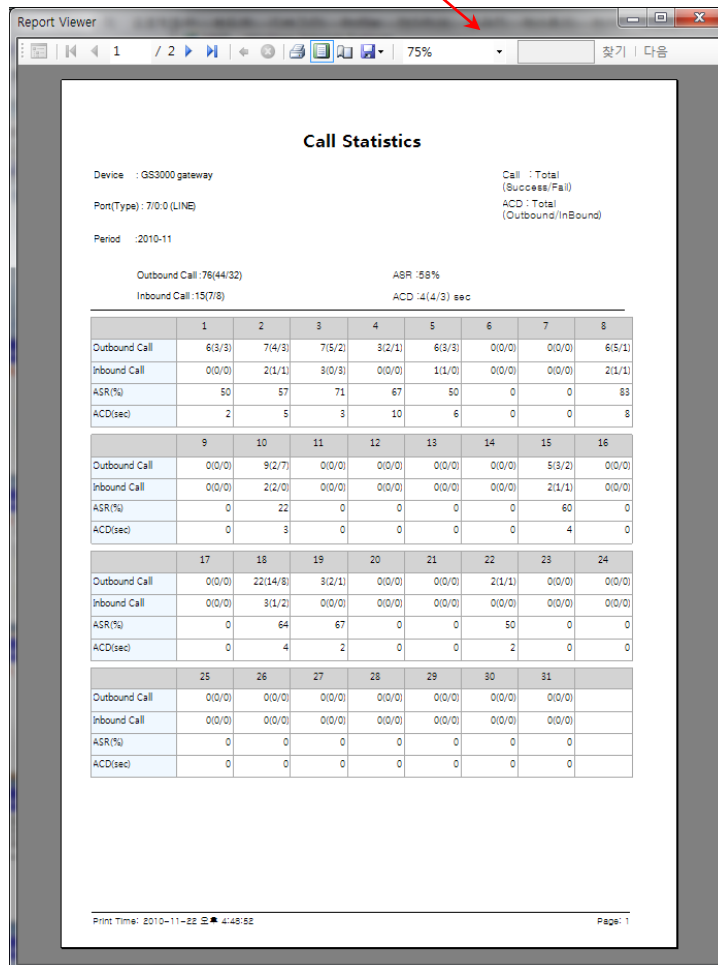 Report Viewer
1 / 2 75% 찾기 | 다음
Call Statistics
Device : GS3000 gateway Call : Total
(Success/Fail)
Port(Type) : 7/0:0 (LINE) ACD : Total
(Outbound/InBound)
Period :2010-11
Outbound Call :76(44/32) ASR :58%
Inbound Call :15(7/8) ACD :4(4/3) sec
1 2 3 4 5 6 7 8
Outbound Call 6(3/3) 7(4/3) 7(5/2) 3(2/1) 6(3/3) 0(0/0) 0(0/0) 6(5/1)
Inbound Call 0(0/0) 2(1/1) 3(0/3) 0(0/0) 1(1/0) 0(0/0) 0(0/0) 2(1/1)
ASR(%) 50 57 71 67 50 0 0 83
ACD(sec) 2 5 3 10 6 0 0 8
9 10 11 12 13 14 15 16
Outbound Call 0(0/0) 9(2/7) 0(0/0) 0(0/0) 0(0/0) 0(0/0) 5(3/2) 0(0/0)
Inbound Call 0(0/0) 2(2/0) 0(0/0) 0(0/0) 0(0/0) 0(0/0) 2(1/1) 0(0/0)
ASR(%) 0 22 0 0 0 0 60 0
ACD(sec) 0 3 0 0 0 0 4 0
17 18 19 20 21 22 23 24
Outbound Call 0(0/0) 22(14/8) 3(2/1) 0(0/0) 0(0/0) 2(1/1) 0(0/0) 0(0/0)
Inbound Call 0(0/0) 3(1/2) 0(0/0) 0(0/0) 0(0/0) 0(0/0) 0(0/0) 0(0/0)
ASR(%) 0 64 67 0 0 50 0 0
ACD(sec) 0 4 2 0 0 2 0 0
25 26 27 28 29 30 31
Outbound Call 0(0/0) 0(0/0) 0(0/0) 0(0/0) 0(0/0) 0(0/0) 0(0/0)
Inbound Call 0(0/0) 0(0/0) 0(0/0) 0(0/0) 0(0/0) 0(0/0) 0(0/0)
ASR(%) 0 0 0 0 0 0 0
ACD(sec) 0 0 0 0 0 0 0
Print Time: 2010-11-22 오후 4:48:52 Page: 1